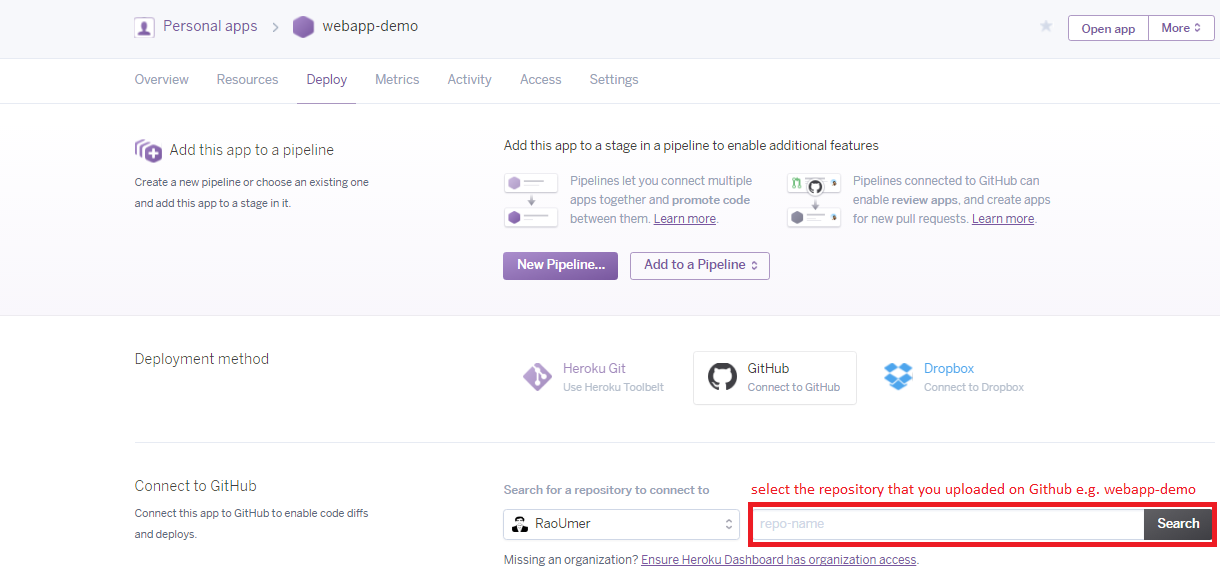 Personal apps > webapp-demo
Open app More
Overview Resources Deploy Metrics Activity Access Settings
Add this app to a pipeline
Create a new pipeline or choose an existing one
and add this app to a stage in it.
Add this app to a stage in a pipeline to enable additional features
Pipelines let you connect multiple
apps together and promote code
between them. Learn more.
Pipelines connected to GitHub can
enable review apps, and create apps
for new pull requests. Learn more.
New Pipeline... Add to a Pipeline
Deployment method
Heroku Git
Use Heroku Toolbelt
GitHub
Connect to GitHub
Dropbox
Connect to Dropbox
Connect to GitHub
Connect this app to GitHub to enable code diffs
and deploys.
Search for a repository to connect to
select the repository that you uploaded on Github e.g. webapp-demo
RaoUmer
repo-name
Search
Missing an organization? Ensure Heroku Dashboard has organization access.